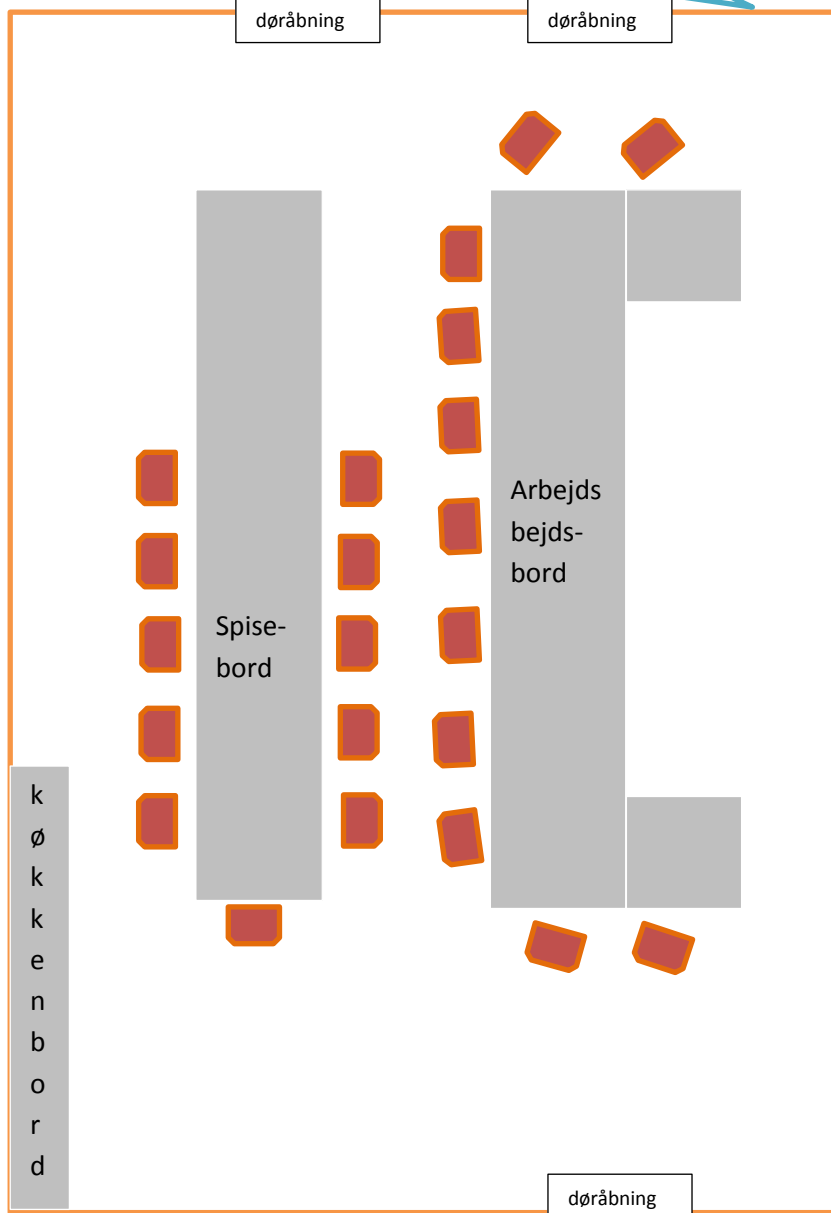 døråbning
døråbning
Arbejds
bejds-
bord
Spise-
bord
k
ø
k
k
e
n
b
o
r
d
døråbning